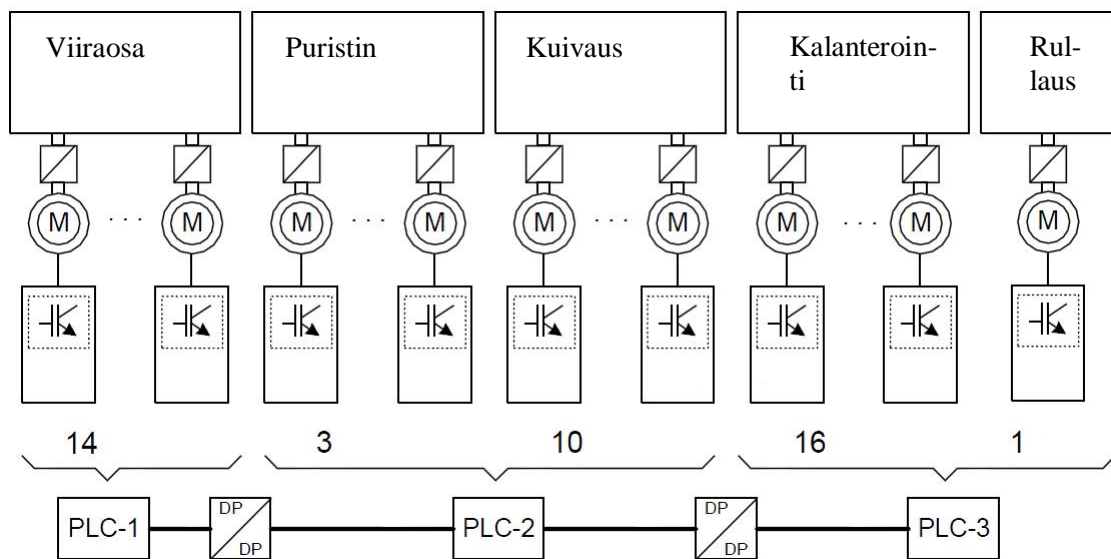 Viiraosa
Puristin
Kuivaus
Kalanteroin-
ti
Rul-
laus
M
. . .
M
M
. . .
M
M
. . .
M
M
. . .
M
M
14
3
10
16
1
PLC-1
DP
DP
PLC-2
DP
DP
PLC-3